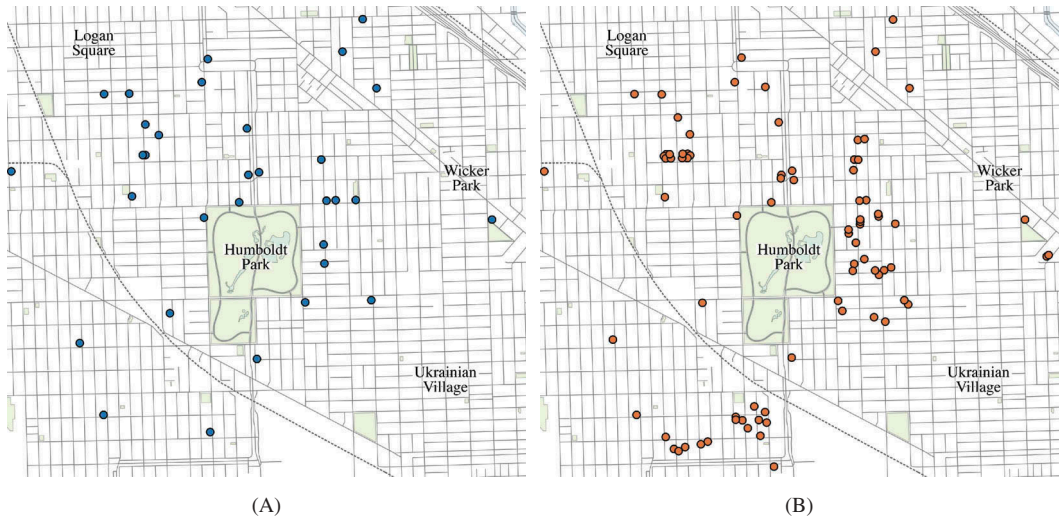 Logan
Square
Wicker
Park
Humboldt
Park
Ukrainian
Village
(A)
Logan
Square
Wicker
Park
Humboldt
Park
Ukrainian
Village
(B)